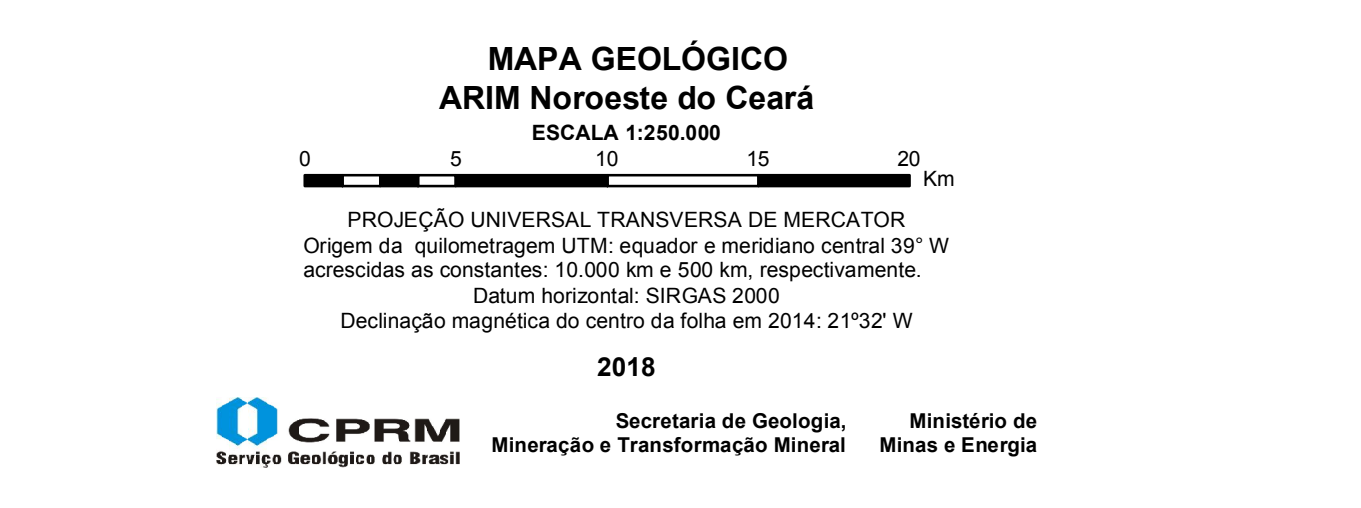 MAPA GEOLÓGICO
ARIM Noroeste do Ceará
ESCALA 1:250.000
0 5 10 15 20
Km
PROJEÇÃO UNIVERSAL TRANSVERSA DE MERCATOR
Origem da quilometragem UTM: equador e meridiano central 39° W
acrescidas as constantes: 10.000 km e 500 km, respectivamente.
Datum horizontal: SIRGAS 2000
Declinação magnética do centro da folha em 2014: 21º32' W
2018
CPRM
Serviço Geológico do Brasil
Secretaria de Geologia,
Mineração e Transformação Mineral
Ministério de
Minas e Energia